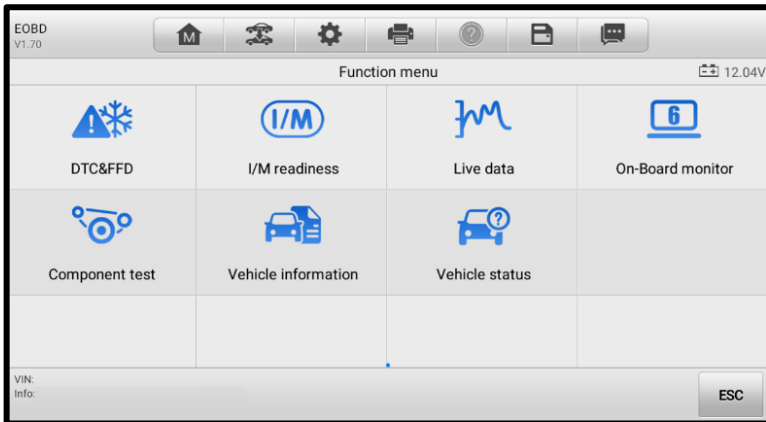 EOBD
V1.70
M
?
Function menu
12.04V
I/M
6
DTC&FFD
I/M readiness
Live data
On-Board monitor
?
Component test
Vehicle information
Vehicle status
VIN:
Info:
ESC